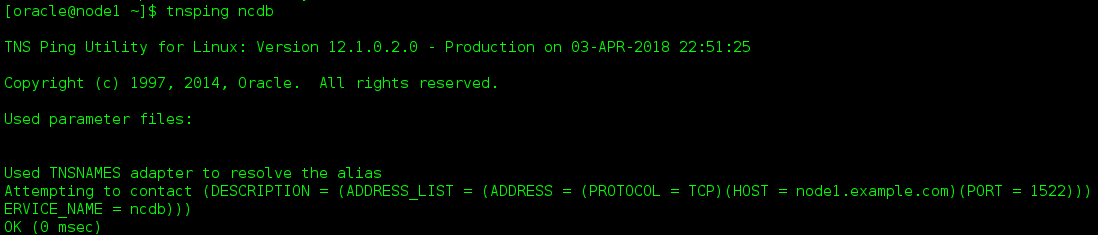 [oracle@node1 ~]$ tnsping ncdb
TNS Ping Utility for Linux: Version 12.1.0.2.0 - Production on 03-APR-2018 22:51:25
Copyright (c) 1997, 2014, Oracle.  All rights reserved.
Used parameter files:
Used TNSNAMES adapter to resolve the alias
Attempting to contact (DESCRIPTION = (ADDRESS_LIST = (ADDRESS = (PROTOCOL = TCP)(HOST = node1.example.com)(PORT = 1522)))
ERVICE_NAME = ncdb)))
OK (0 msec)